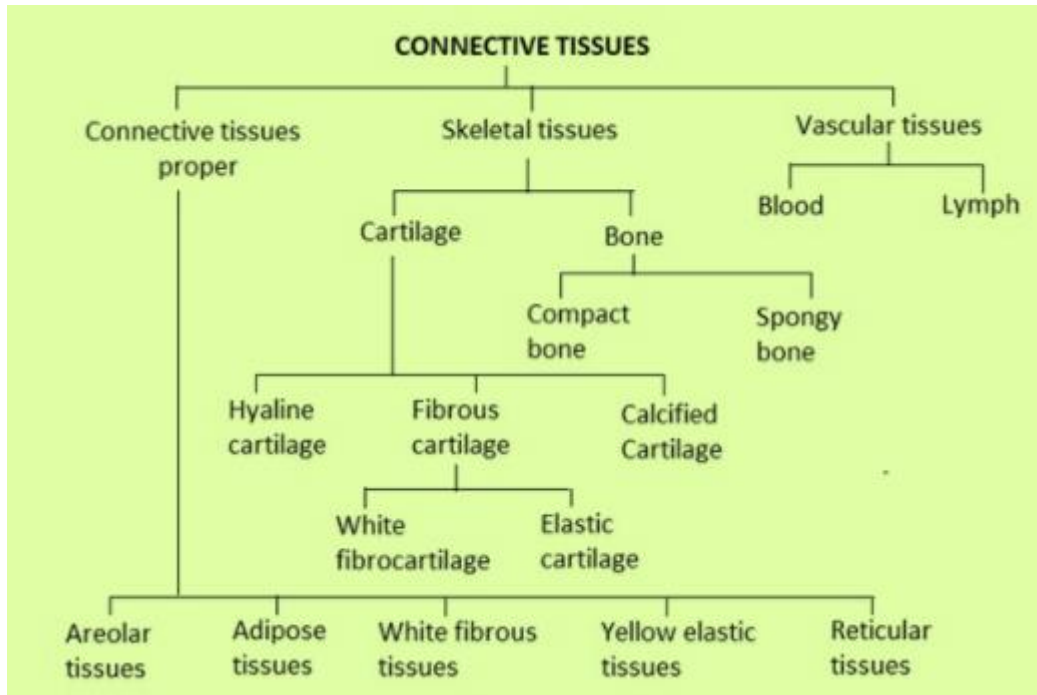 CONNECTIVE TISSUES
Connective tissues
proper
Skeletal tissues
Vascular tissues
Blood
Lymph
Cartilage
Bone
Compact
bone
Spongy
bone
Hyaline
cartilage
Fibrous
cartilage
Calcified
Cartilage
White
fibrocartilage
Elastic
cartilage
Areolar
tissues
Adipose
tissues
White fibrous
tissues
Yellow elastic
tissues
Reticular
tissues